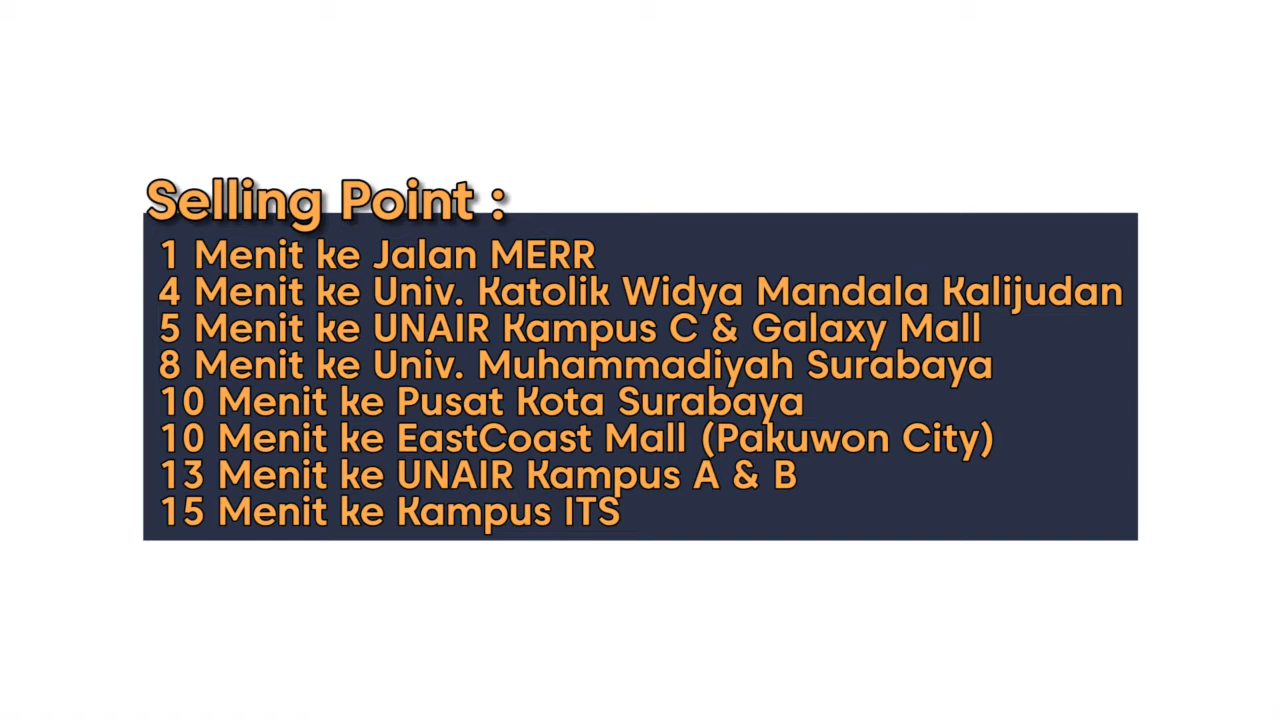 Selling Point :
1 Menit ke Jalan MERR
4 Menit ke Univ. Katolik Widya Mandala Kalijudan
5 Menit ke UNAIR Kampus C & Galaxy Mall
8 Menit ke Univ. Muhammadiyah Surabaya
10 Menit ke Pusat Kota Surabaya
10 Menit ke EastCoast Mall (Pakuwon City)
13 Menit ke UNAIR Kampus A & B
15 Menit ke Kampus ITS